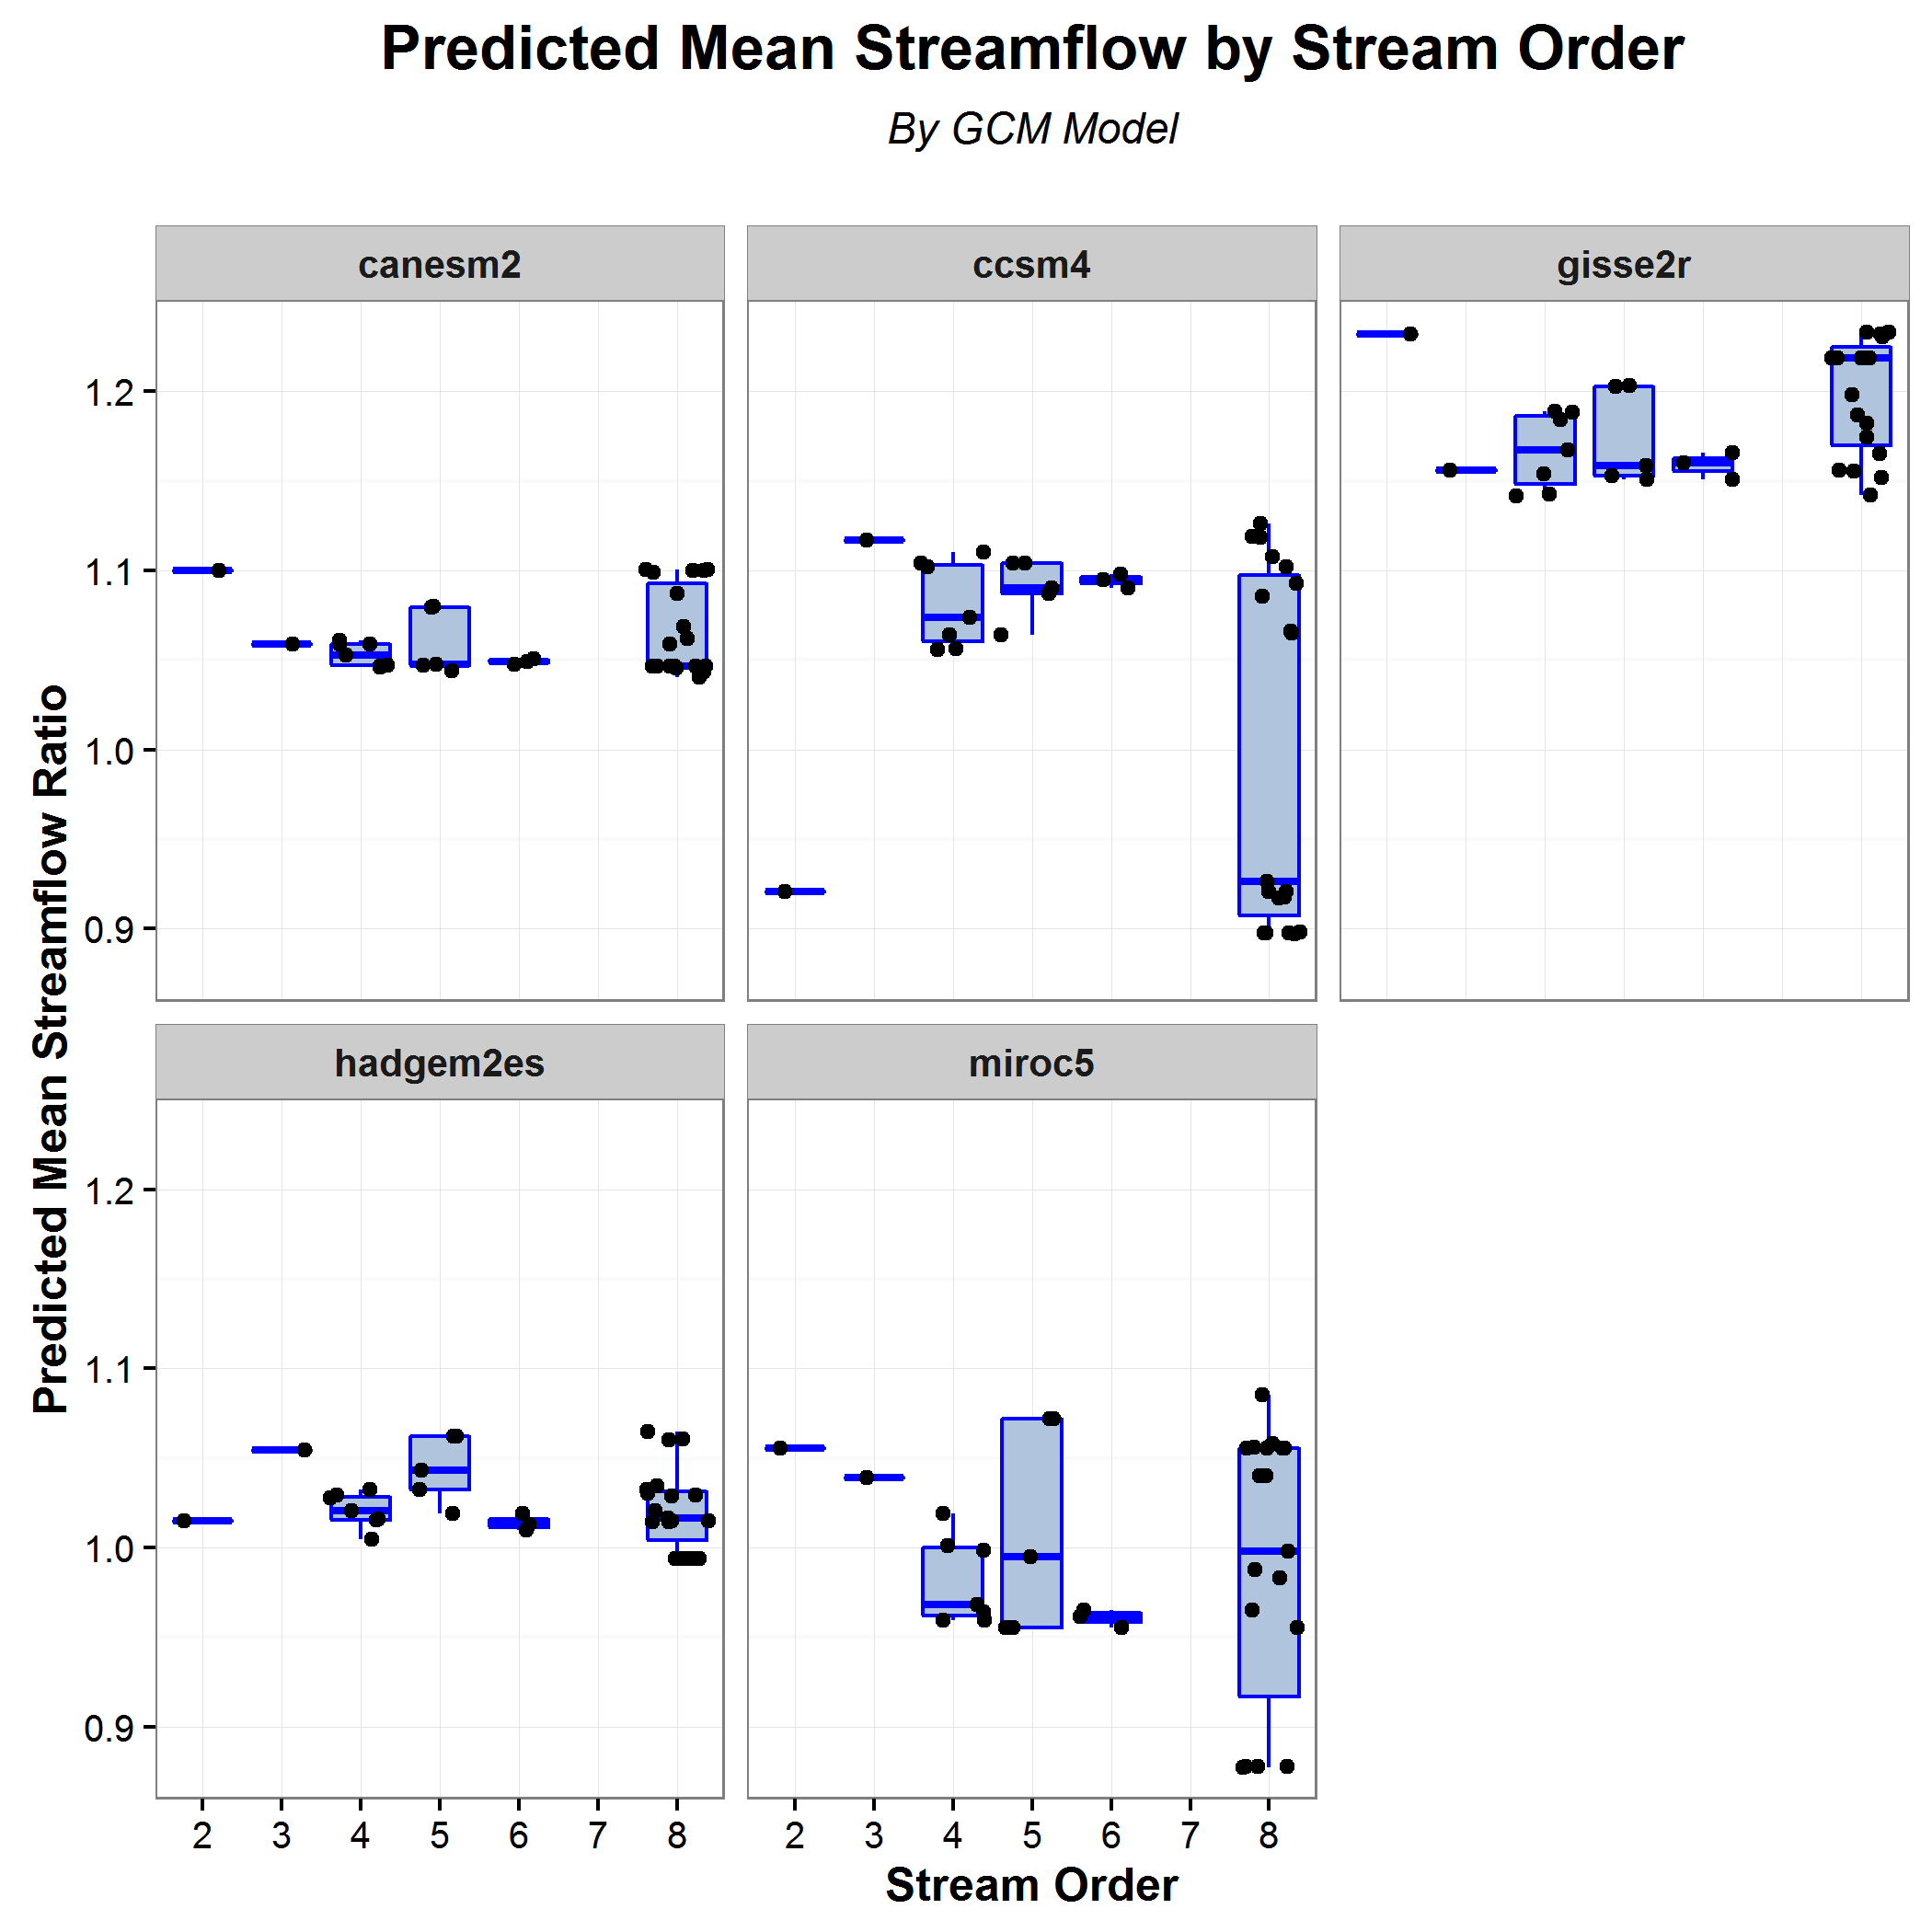 Predicted Mean Streamflow by Stream Order
By GCM Model
canesm2
ccsm4
gisse2r
1.2
1.1
1.0
0.9
Predicted Mean Streamflow Ratio
hadgem2es
miroc5
1.2
1.1
1.0
0.9
2 3 4 5 6 7 8
2 3 4 5 6 7 8
Stream Order